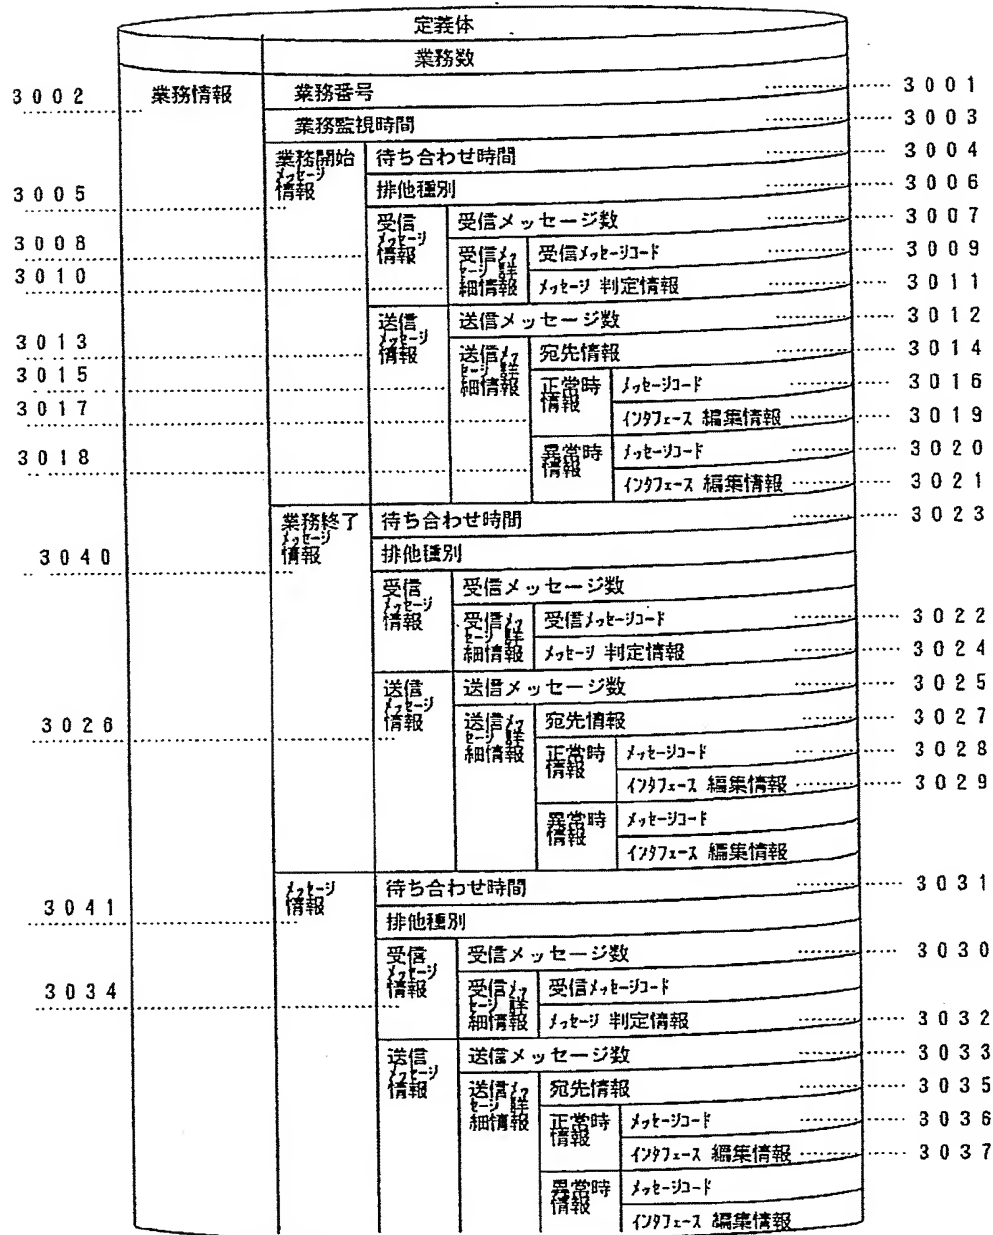 定義体
業務数
3002 業務情報 業務番号 3001
業務監視時間 3003
業務開始 待ち合わせ時間 3004
メッセージ
情報
3005 排他種別 3006
受信 受信メッセージ数 3007
メッセージ
情報
3008 受信メッ 受信メッセージコード 3009
セージ 詳
細情報
3010 メッセージ 判定情報 3011
送信 送信メッセージ数 3012
メッセージ
情報
3013 送信メッ 宛先情報 3014
セージ 詳
細情報
3015 正常時 メッセージコード 3016
情報
3017 インタフェース 編集情報 3019
3018 異常時 メッセージコード 3020
情報
インタフェース 編集情報 3021
業務終了 待ち合わせ時間 3023
メッセージ
情報
3040 排他種別
受信 受信メッセージ数
メッセージ
情報
受信メッ 受信メッセージコード 3022
セージ 詳
細情報
メッセージ 判定情報 3024
送信 送信メッセージ数 3025
メッセージ
情報
3026 送信メッ 宛先情報 3027
セージ 詳
細情報
正常時 メッセージコード 3028
情報
インタフェース 編集情報 3029
異常時 メッセージコード
情報
インタフェース 編集情報
メッセージ 待ち合わせ時間 3031
情報
3041 排他種別
受信 受信メッセージ数 3030
メッセージ
情報
3034 受信メッ 受信メッセージコード
セージ 詳
細情報
メッセージ 判定情報 3032
送信 送信メッセージ数 3033
メッセージ
情報
送信メッ 宛先情報 3035
セージ 詳
細情報
正常時 メッセージコード 3036
情報
インタフェース 編集情報 3037
異常時 メッセージコード
情報
インタフェース 編集情報